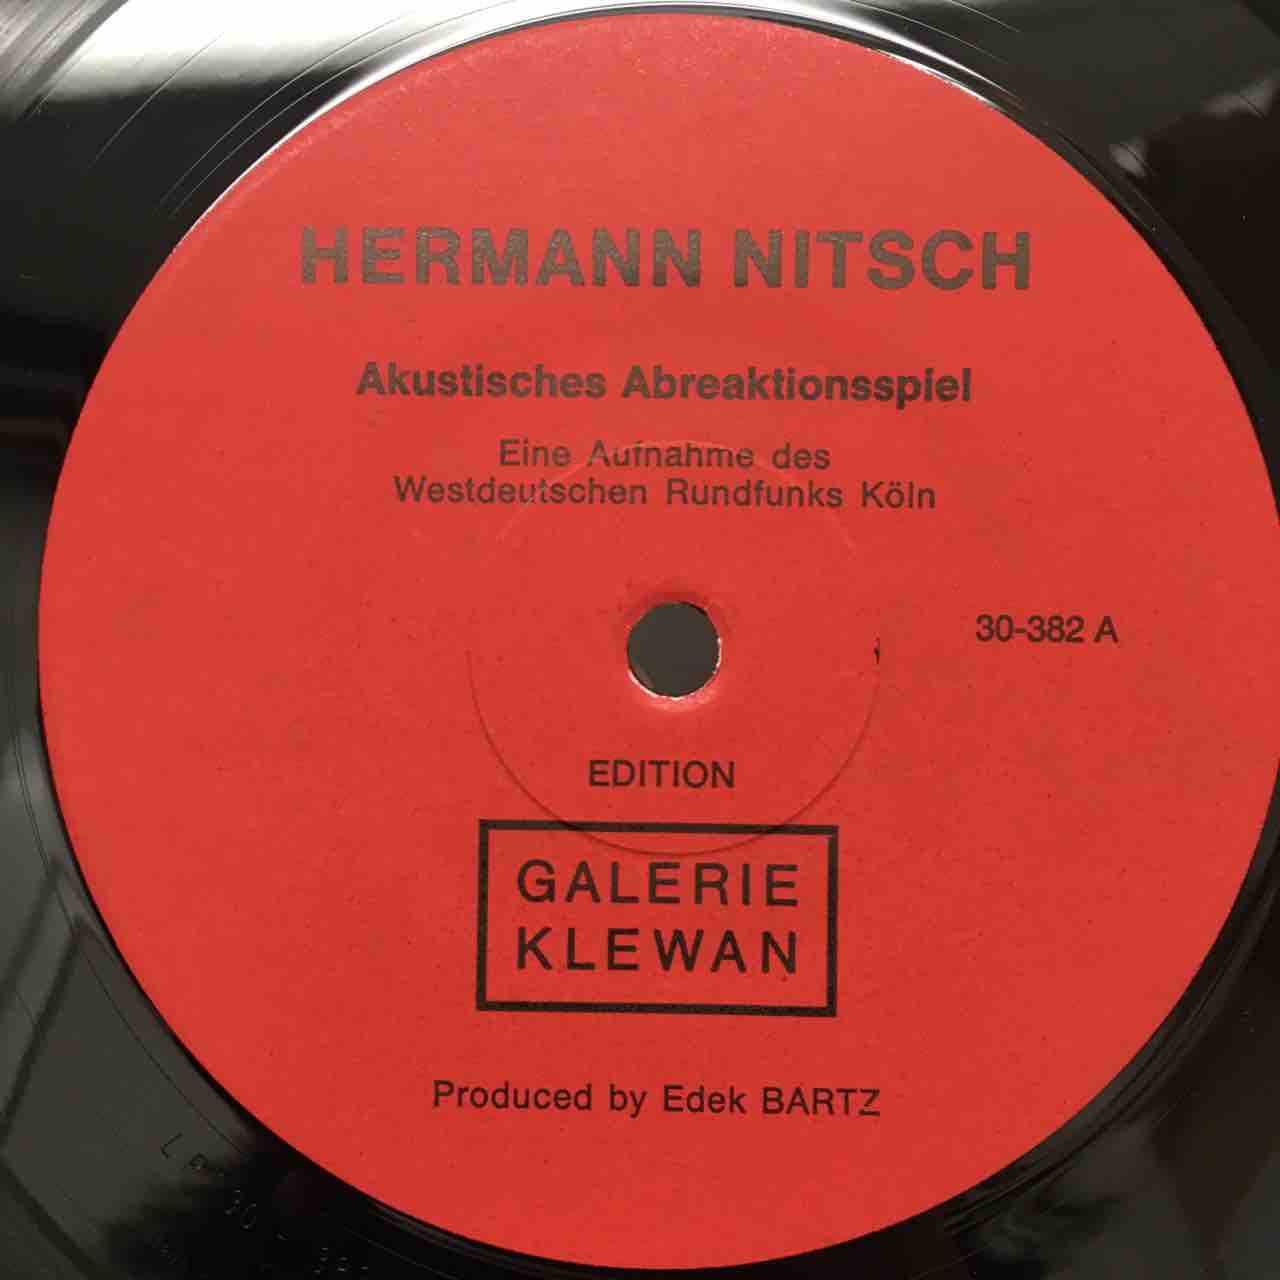 HERMANN NITSCH
Akustisches Abreaktionsspiel
Eine Aufnahme des
Westdeutschen Rundfunks Köln
30-382 A
EDITION
GALERIE
KLEWAN
Produced by Edek BARTZ